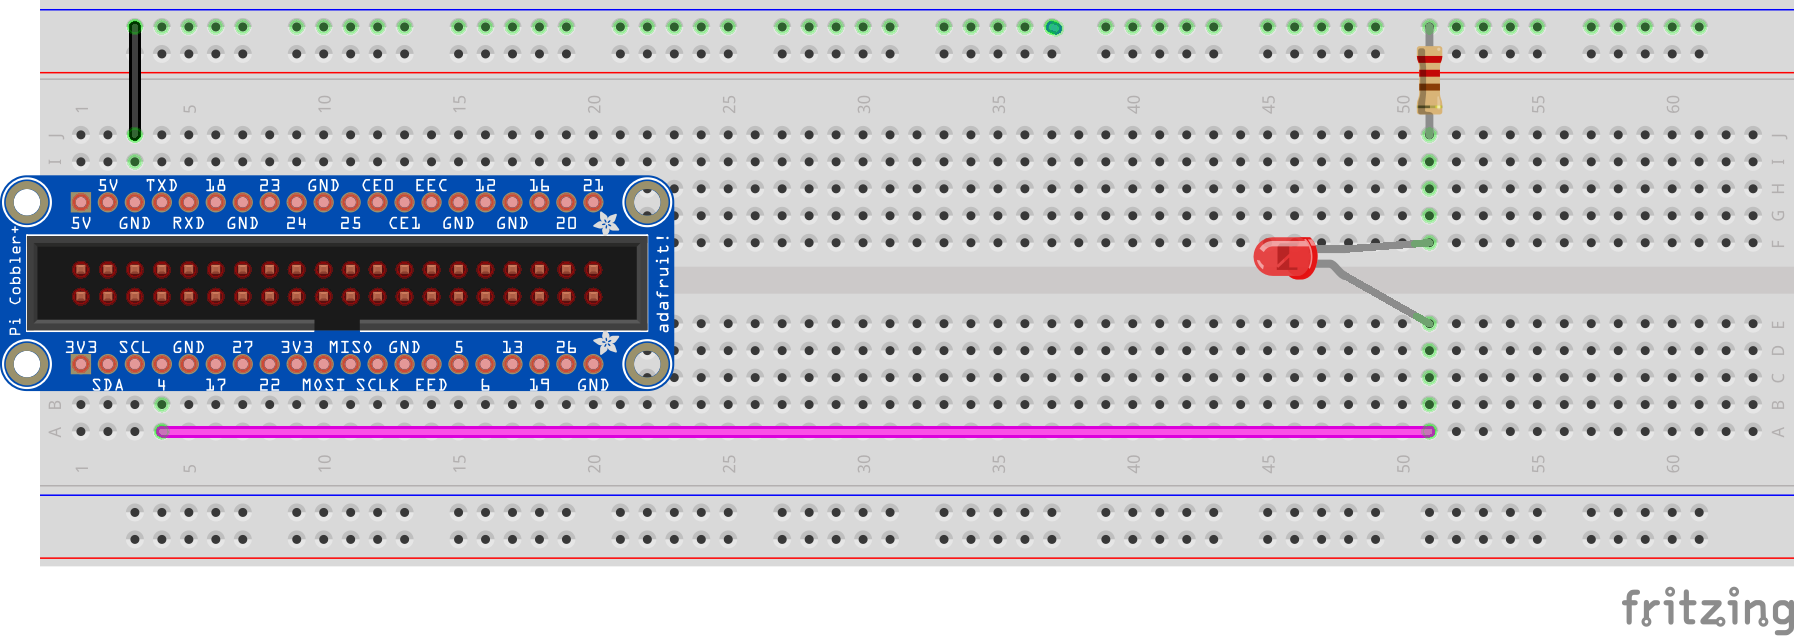 1 5 10 15 20 25 30 35 40 45 50 55 60
J J
I I
H
G
F
5V TXD 18 23 GND CE0 EEC 12 16 21
5V GND RXD GND 24 25 CE1 GND GND 20
Pi Cobbler+
adafruit!
3V3 SCL GND 27 3V3 MISO GND 5 13 26
SDA 4 17 22 MOSI SCLK EED 6 19 GND
E
D
C
B B
A A
1 5 10 15 20 25 30 35 40 45 50 55 60
fritzing